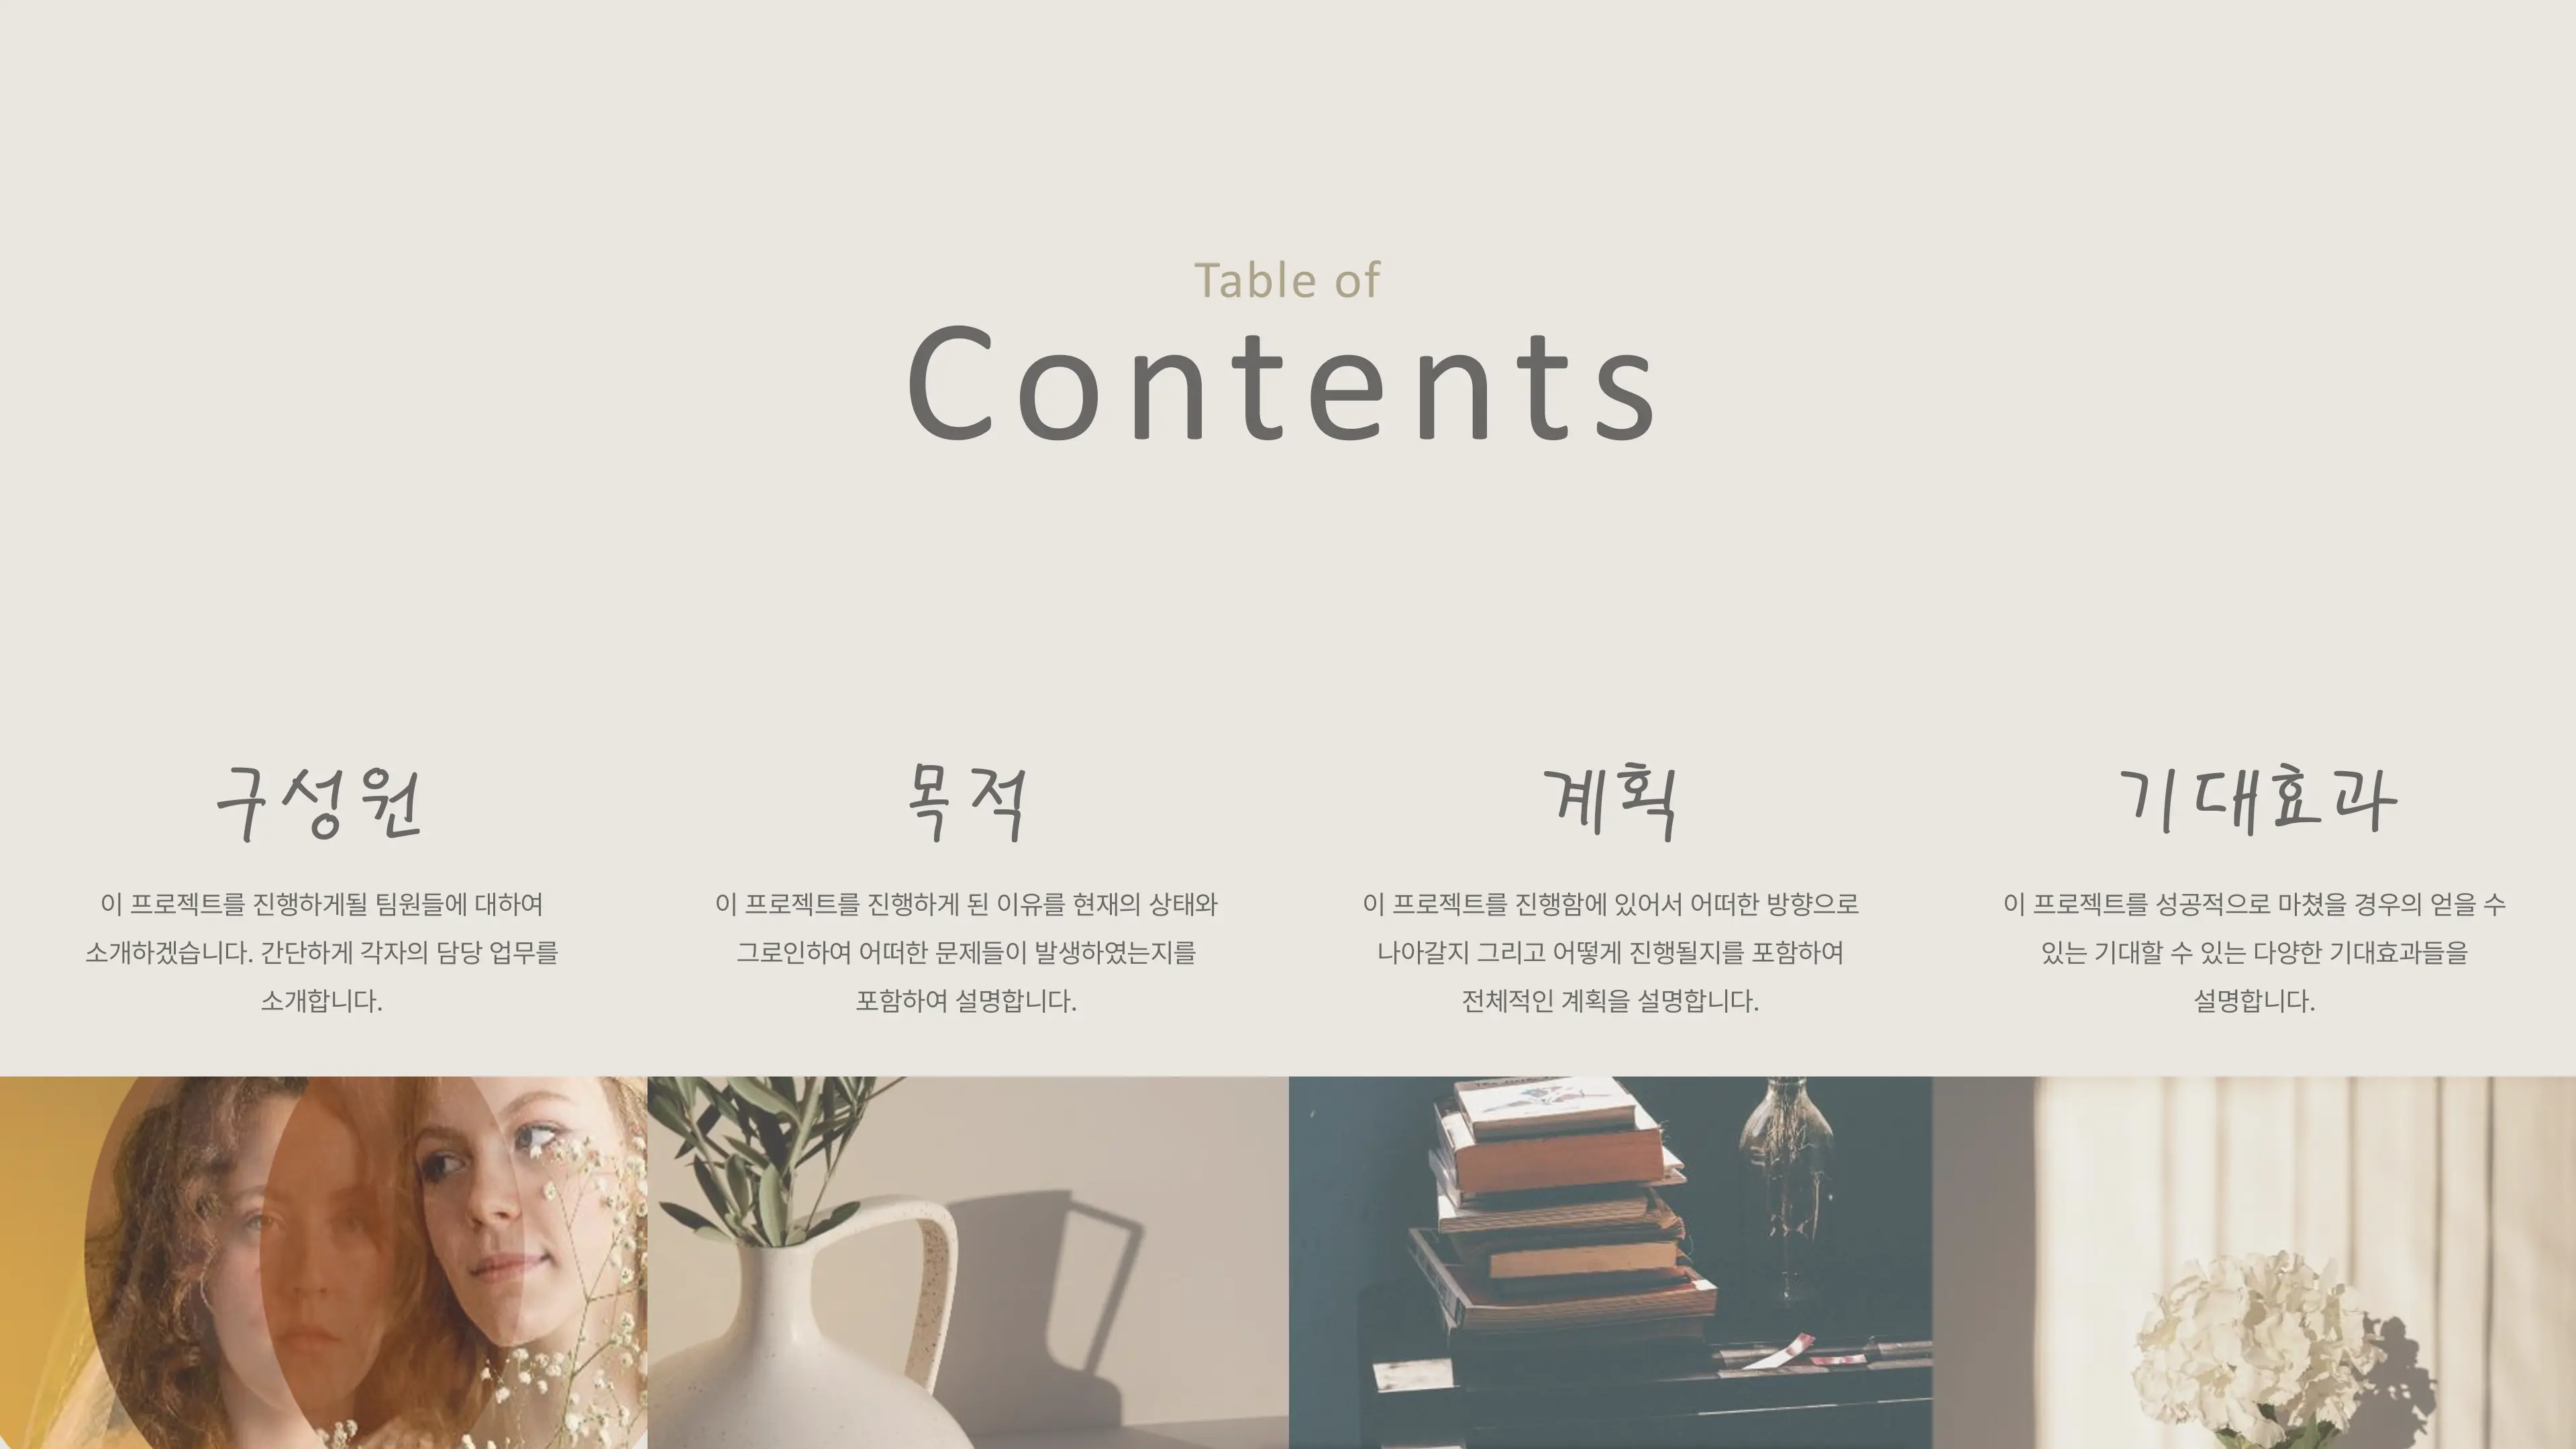 Table of
Contents
구성원
이 프로젝트를 진행하게될 팀원들에 대하여
소개하겠습니다. 간단하게 각자의 담당 업무를
소개합니다.
목적
이 프로젝트를 진행하게 된 이유를 현재의 상태와
그로인하여 어떠한 문제들이 발생하였는지를
포함하여 설명합니다.
계획
이 프로젝트를 진행함에 있어서 어떠한 방향으로
나아갈지 그리고 어떻게 진행될지를 포함하여
전체적인 계획을 설명합니다.
기대효과
이 프로젝트를 성공적으로 마쳤을 경우의 얻을 수
있는 기대할 수 있는 다양한 기대효과들을
설명합니다.